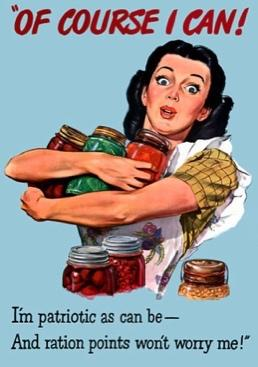 "OF COURSE I CAN!
I'm patriotic as can be—
And ration points won't worry me!"